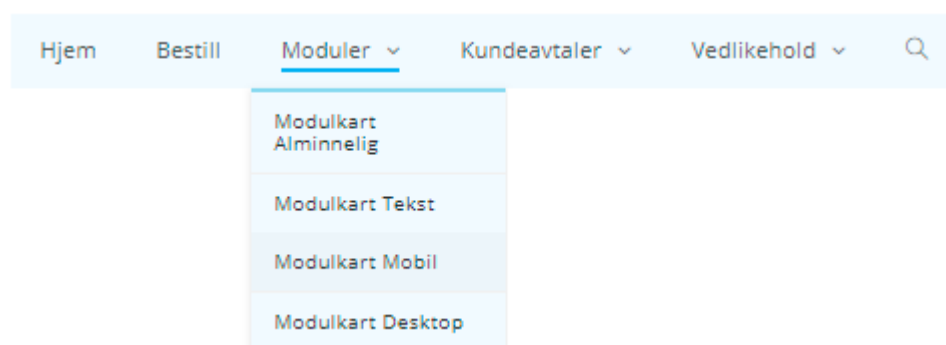 Hjem Bestill Moduler Kundeavtaler Vedlikehold
Modulkart
Alminnelig
Modulkart Tekst
Modulkart Mobil
Modulkart Desktop